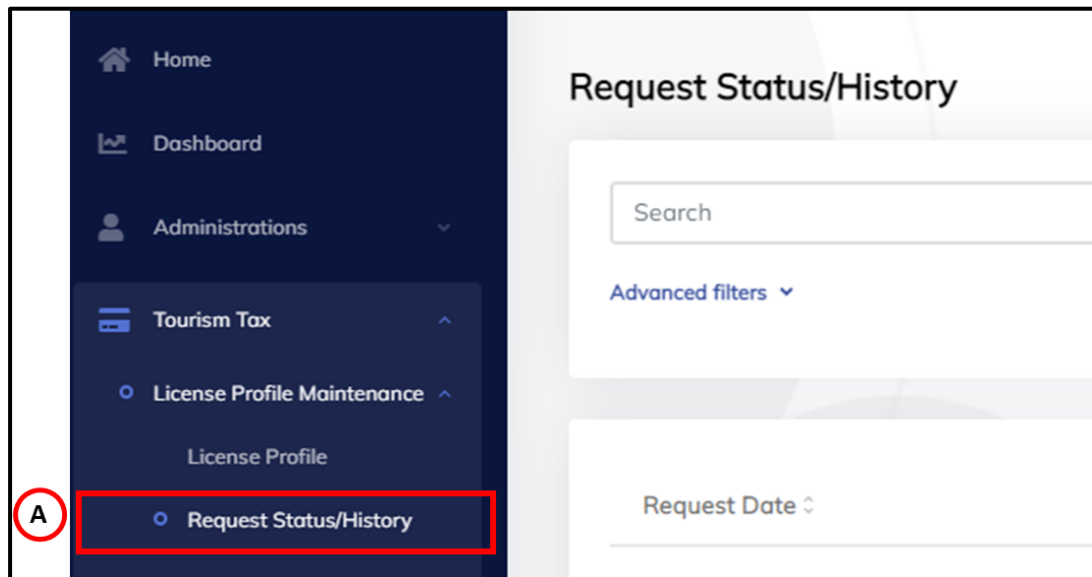 Home
Dashboard
Administrations
Tourism Tax
License Profile Maintenance
License Profile
A
Request Status/History
Request Status/History
Search
Advanced filters
Request Date